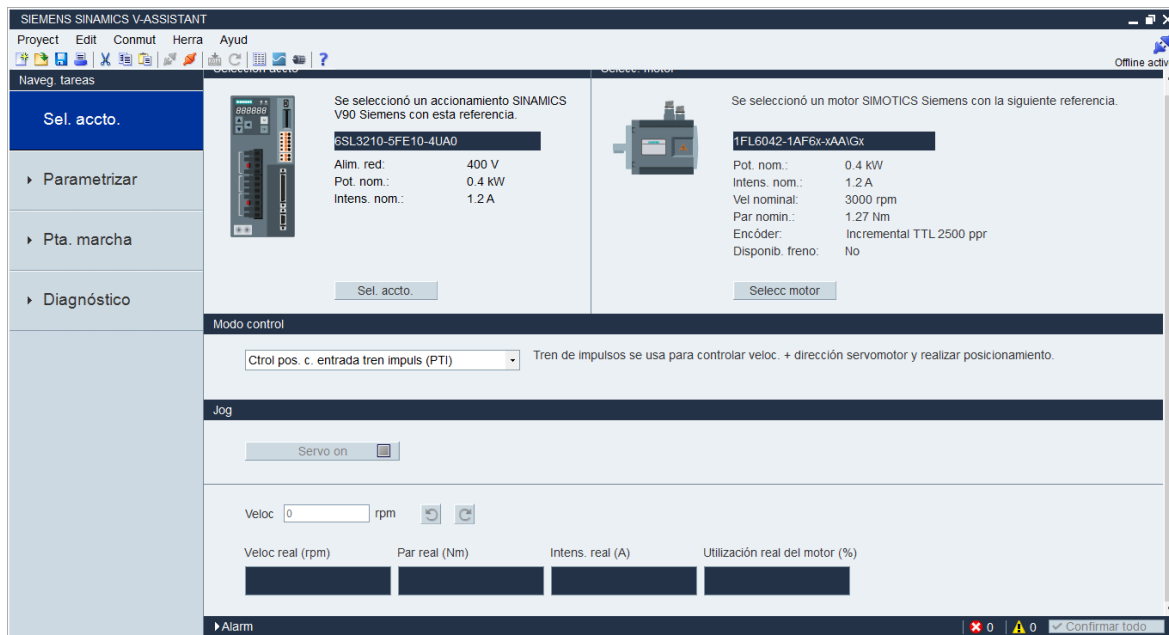 SIEMENS SINAMICS V-ASSISTANT
Proyect Edit Conmut Herra Ayud
Offline activ
Naveg. tareas
Sel. accto.
Parametrizar
Pta. marcha
Diagnóstico
Selección accto
Se seleccionó un accionamiento SINAMICS
V90 Siemens con esta referencia.
6SL3210-5FE10-4UA0
Alim. red: 400 V
Pot. nom.: 0.4 kW
Intens. nom.: 1.2 A
Sel. accto.
Selecc. motor
Se seleccionó un motor SIMOTICS Siemens con la siguiente referencia.
1FL6042-1AF6x-xAA\Gx
Pot. nom.: 0.4 kW
Intens. nom.: 1.2 A
Vel nominal: 3000 rpm
Par nomin.: 1.27 Nm
Encóder: Incremental TTL 2500 ppr
Disponib. freno: No
Selecc motor
Modo control
Ctrol pos. c. entrada tren impuls (PTI)
Tren de impulsos se usa para controlar veloc. + dirección servomotor y realizar posicionamiento.
Jog
Servo on
Veloc 0 rpm
Veloc real (rpm) Par real (Nm) Intens. real (A) Utilización real del motor (%)
Alarm
0 0 Confirmar todo